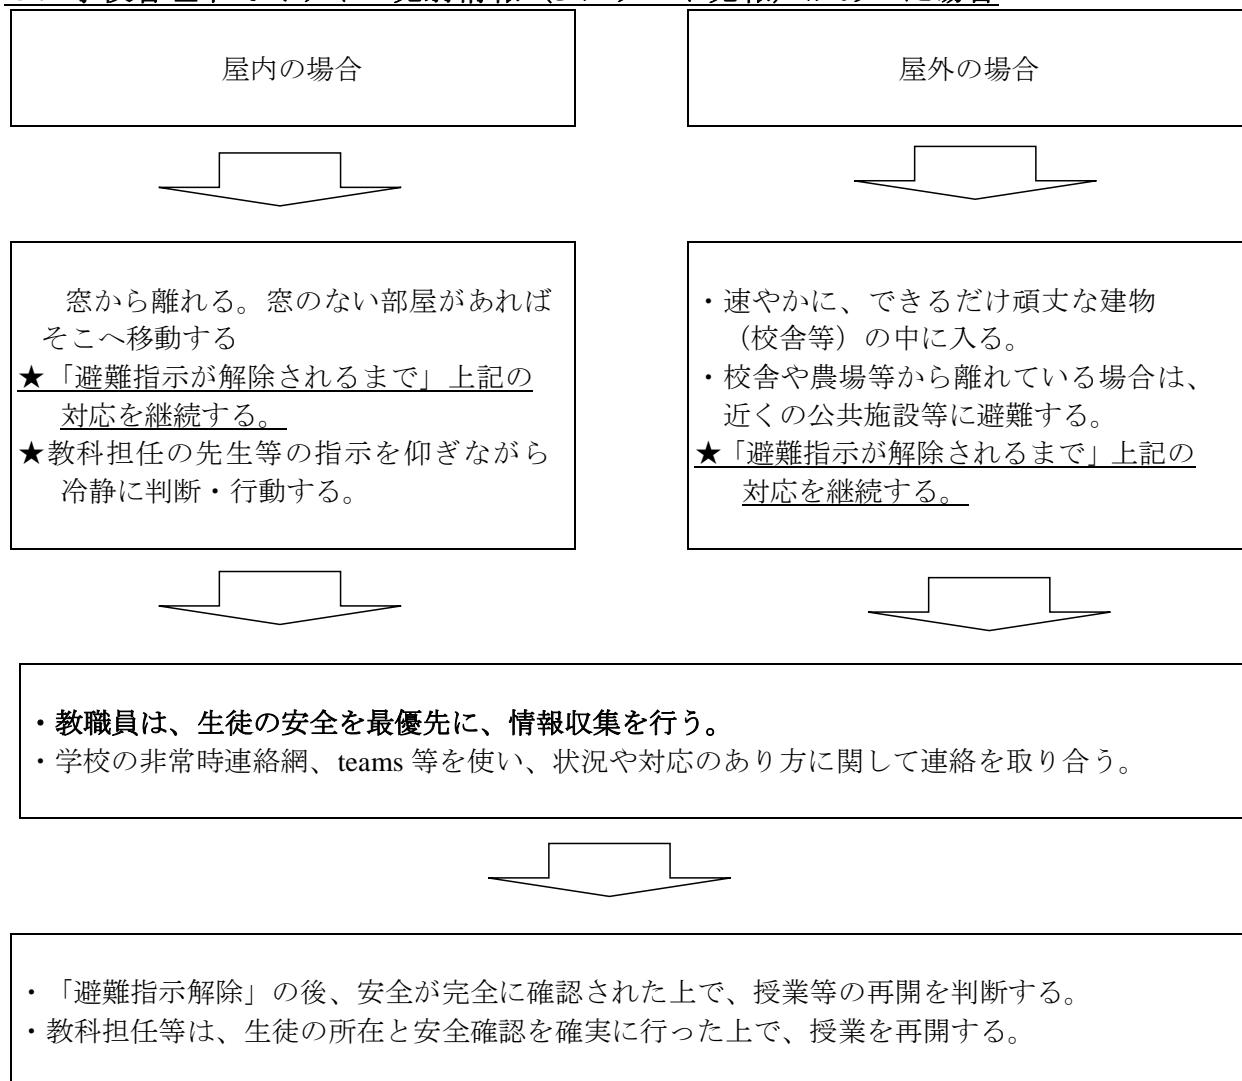 屋内の場合
屋外の場合
窓から離れる。窓のない部屋があれば
そこへ移動する
★「避難指示が解除されるまで」上記の
対応を継続する。
★教科担任の先生等の指示を仰ぎながら
冷静に判断・行動する。
・速やかに、できるだけ頑丈な建物
（校舎等）の中に入る。
・校舎や農場等から離れている場合は、
近くの公共施設等に避難する。
★「避難指示が解除されるまで」上記の
対応を継続する。
・教職員は、生徒の安全を最優先に、情報収集を行う。
・学校の非常時連絡網、teams 等を使い、状況や対応のあり方に関して連絡を取り合う。
・「避難指示解除」の後、安全が完全に確認された上で、授業等の再開を判断する。
・教科担任等は、生徒の所在と安全確認を確実に行った上で、授業を再開する。